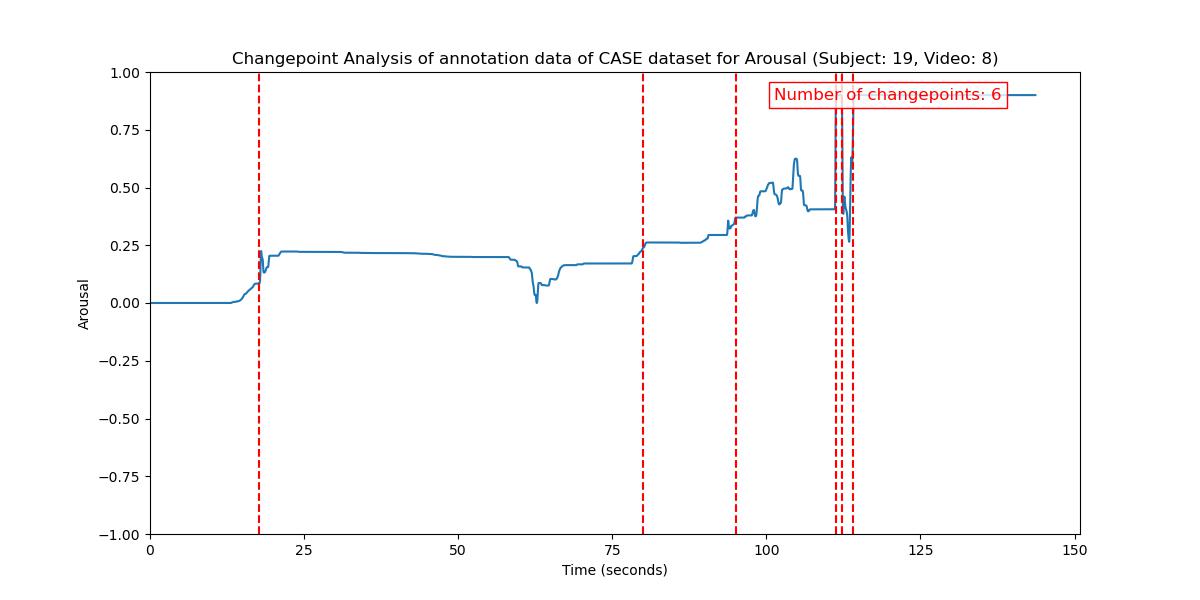 Changepoint Analysis of annotation data of CASE dataset for Arousal (Subject: 19, Video: 8)
Number of changepoints: 6
Arousal
1.00
0.75
0.50
0.25
0.00
−0.25
−0.50
−0.75
−1.00
0 25 50 75 100 125 150
Time (seconds)